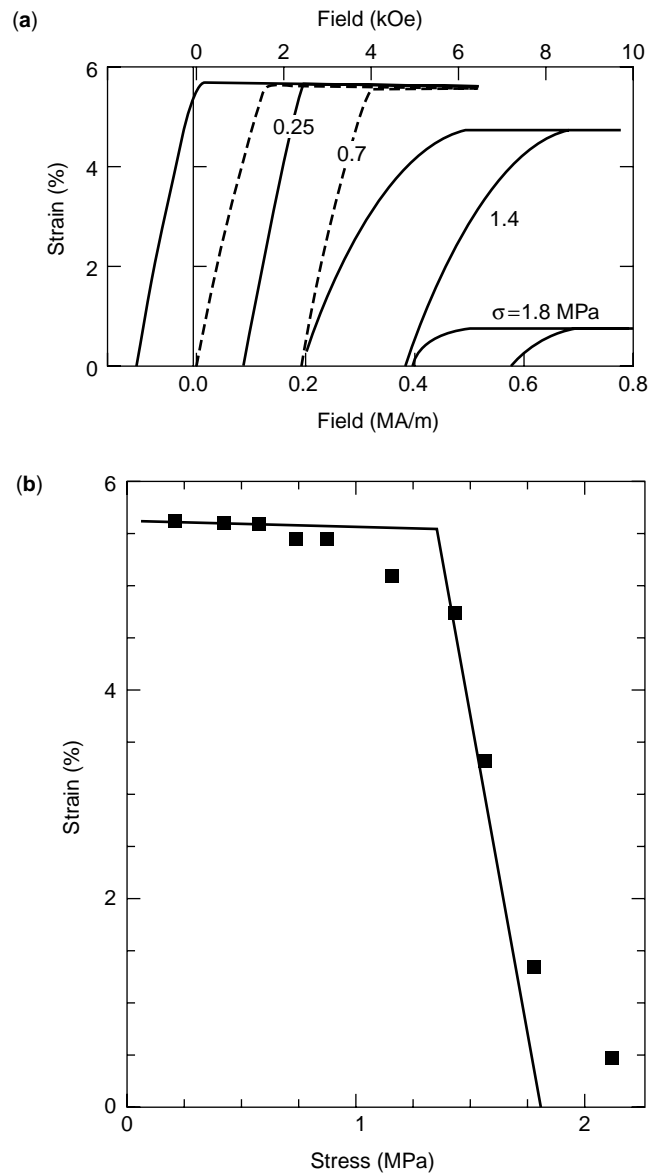 (a)
Field (kOe)
0 2 4 6 8 10
6
4
2
0
Strain (%)
0.25
0.7
1.4
σ=1.8 MPa
0.0 0.2 0.4 0.6 0.8
Field (MA/m)
(b)
6
4
2
0
Strain (%)
0 1 2
Stress (MPa)